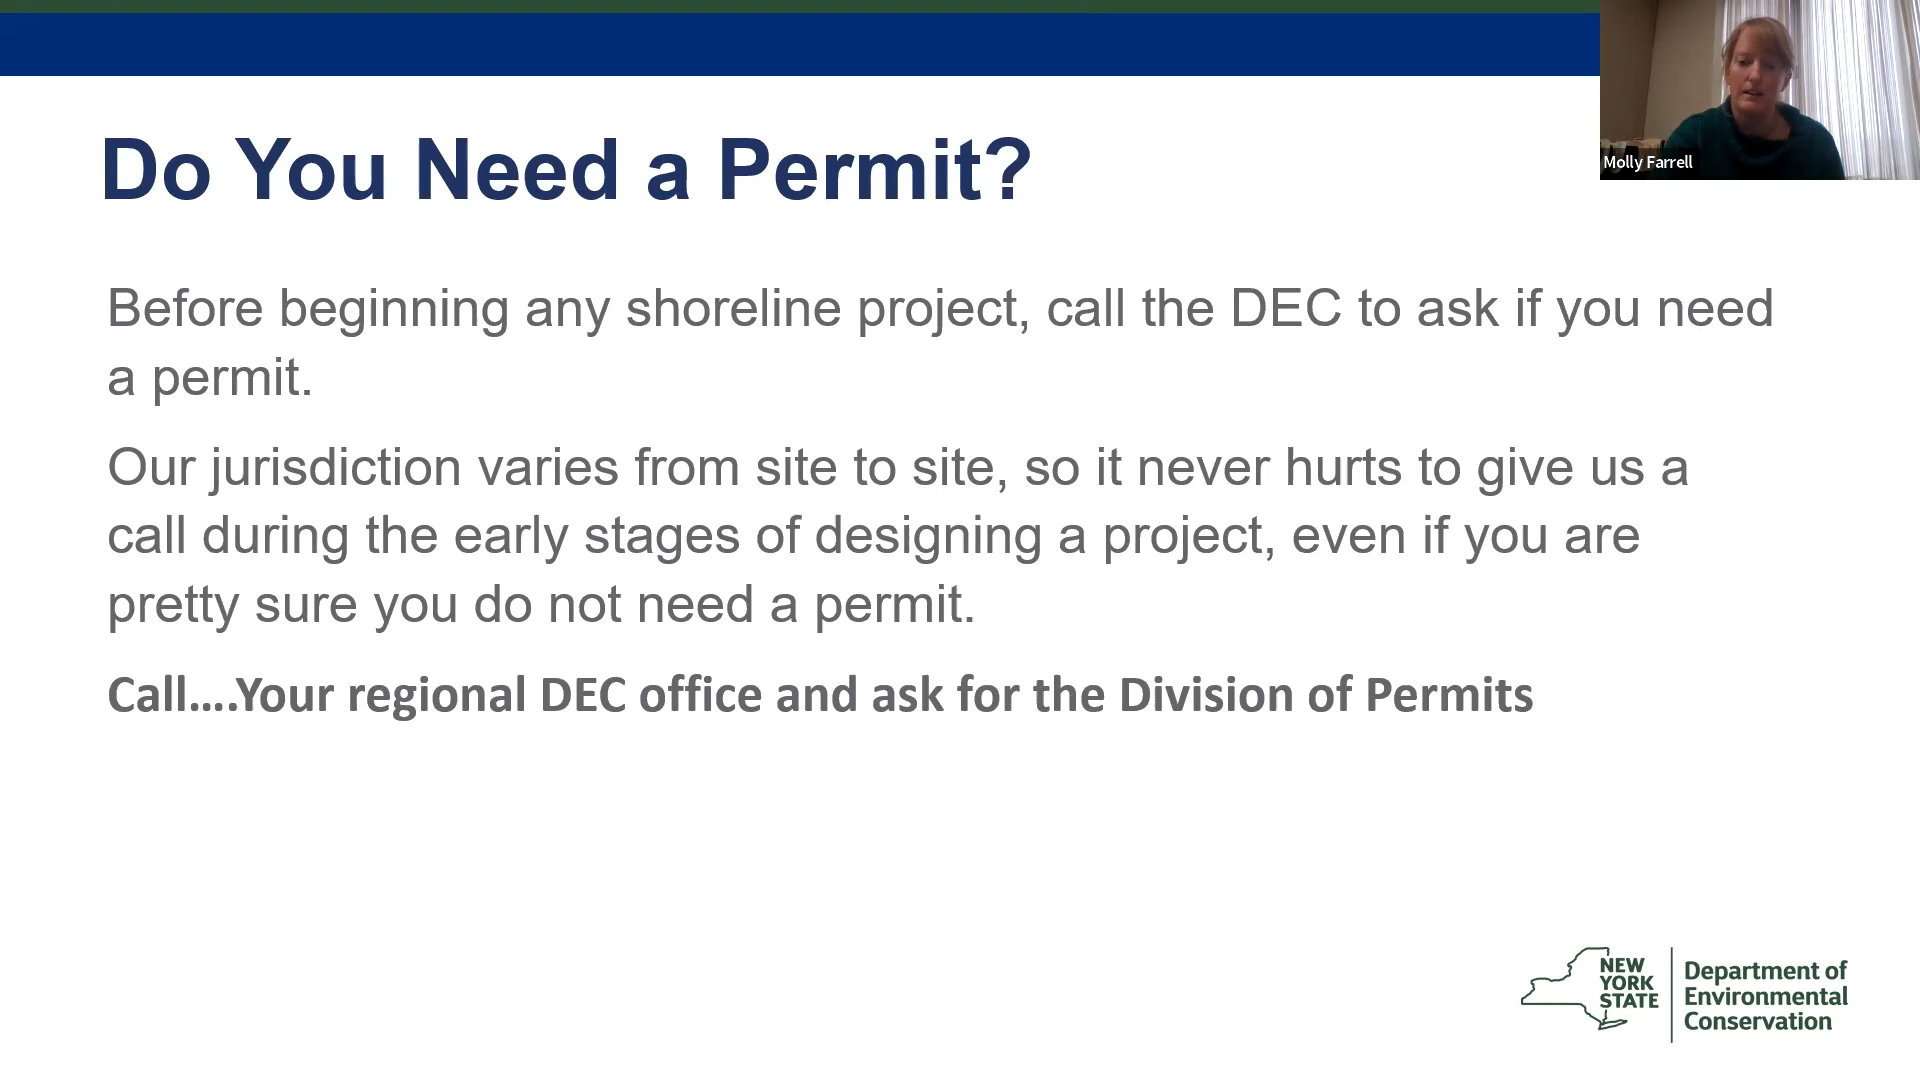 Molly Farrell
Do You Need a Permit?
Before beginning any shoreline project, call the DEC to ask if you need
a permit.
Our jurisdiction varies from site to site, so it never hurts to give us a
call during the early stages of designing a project, even if you are
pretty sure you do not need a permit.
Call....Your regional DEC office and ask for the Division of Permits
NEW
YORK
STATE
Department of
Environmental
Conservation